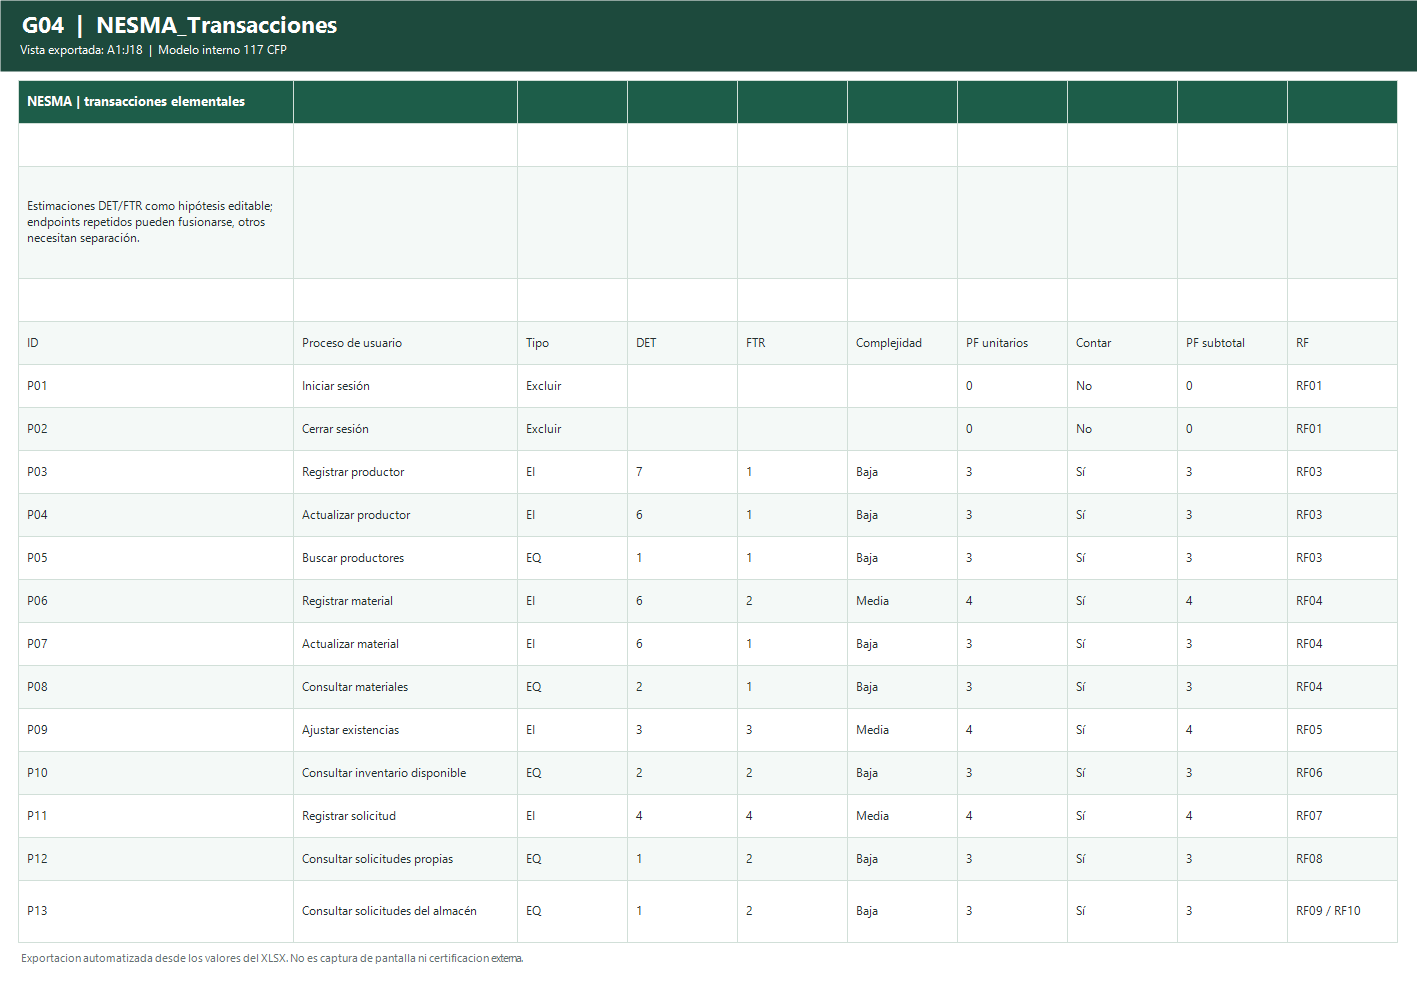 G04 | NESMA_Transacciones
Vista exportada: A1:J18 | Modelo interno 117 CFP
NESMA | transacciones elementales
Estimaciones DET/FTR como hipótesis editable;
endpoints repetidos pueden fusionarse, otros
necesitan separación.
ID Proceso de usuario Tipo DET FTR Complejidad PF unitarios Contar PF subtotal RF
P01 Iniciar sesión Excluir 0 No 0 RF01
P02 Cerrar sesión Excluir 0 No 0 RF01
P03 Registrar productor EI 7 1 Baja 3 Sí 3 RF03
P04 Actualizar productor EI 6 1 Baja 3 Sí 3 RF03
P05 Buscar productores EQ 1 1 Baja 3 Sí 3 RF03
P06 Registrar material EI 6 2 Media 4 Sí 4 RF04
P07 Actualizar material EI 6 1 Baja 3 Sí 3 RF04
P08 Consultar materiales EQ 2 1 Baja 3 Sí 3 RF04
P09 Ajustar existencias EI 3 3 Media 4 Sí 4 RF05
P10 Consultar inventario disponible EQ 2 2 Baja 3 Sí 3 RF06
P11 Registrar solicitud EI 4 4 Media 4 Sí 4 RF07
P12 Consultar solicitudes propias EQ 1 2 Baja 3 Sí 3 RF08
P13 Consultar solicitudes del almacén EQ 1 2 Baja 3 Sí 3 RF09 / RF10
Exportacion automatizada desde los valores del XLSX. No es captura de pantalla ni certificacion externa.